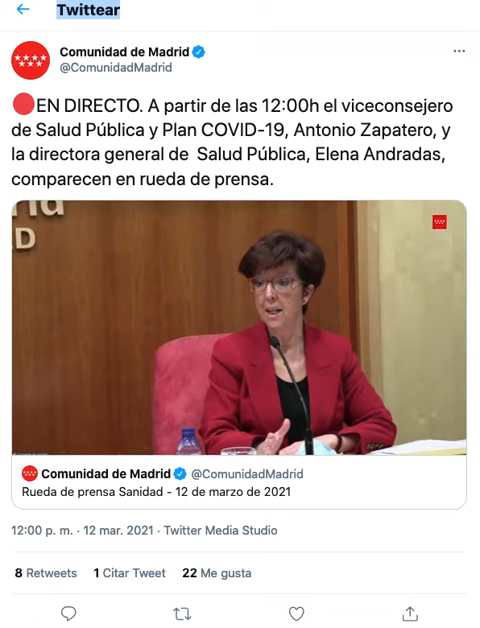 Twittear
Comunidad de Madrid
@ComunidadMadrid
EN DIRECTO. A partir de las 12:00h el viceconsejero
de Salud Pública y Plan COVID-19, Antonio Zapatero, y
la directora general de Salud Pública, Elena Andradas,
comparecen en rueda de prensa.
D
Comunidad de Madrid @ComunidadMadrid
Rueda de prensa Sanidad - 12 de marzo de 2021
12:00 p. m. · 12 mar. 2021 · Twitter Media Studio
8 Retweets 1 Citar Tweet 22 Me gusta